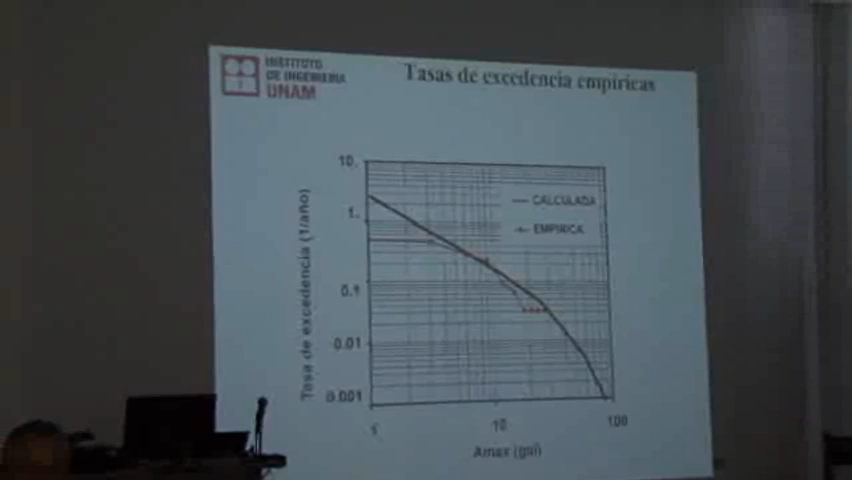 INSTITUTO
DE INGENIERIA
UNAM
Tasas de excedencia empíricas
10.
1.
0.1
0.01
0.001
Tasa de excedencia (1/año)
CALCULADA
EMPIRICA
1
10
100
Amax (gal)